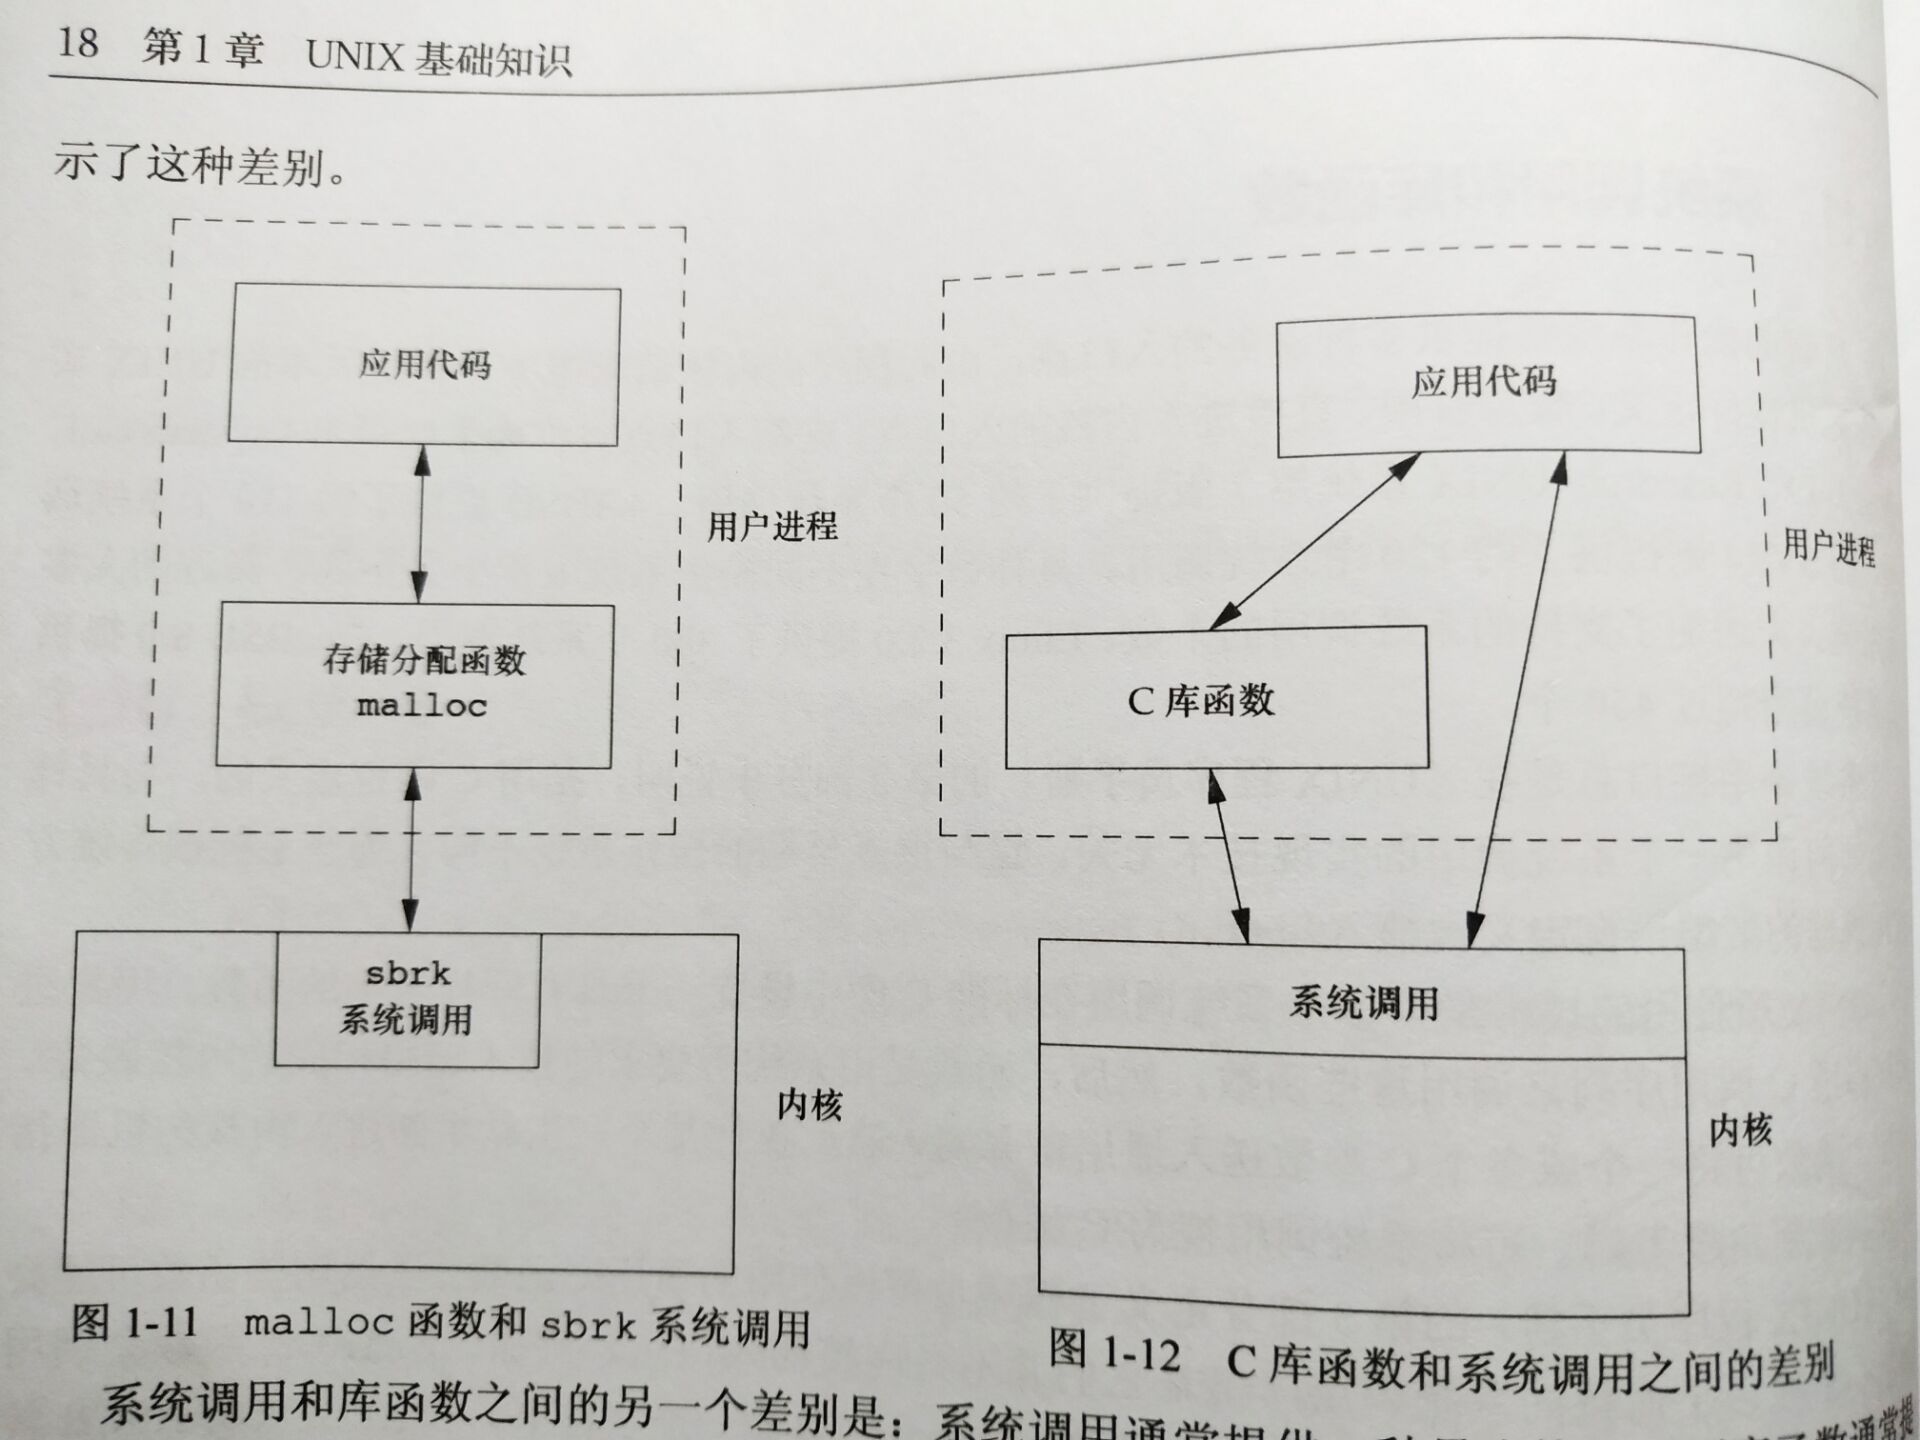 18 第1章 UNIX 基础知识
示了这种差别。
应用代码
用户进程
存储分配函数
malloc
sbrk
系统调用
内核
图 1-11 malloc 函数和 sbrk 系统调用
应用代码
用户进程
C 库函数
系统调用
内核
图 1-12 C 库函数和系统调用之间的差别
系统调用和库函数之间的另一个差别是：系统调用通常提供